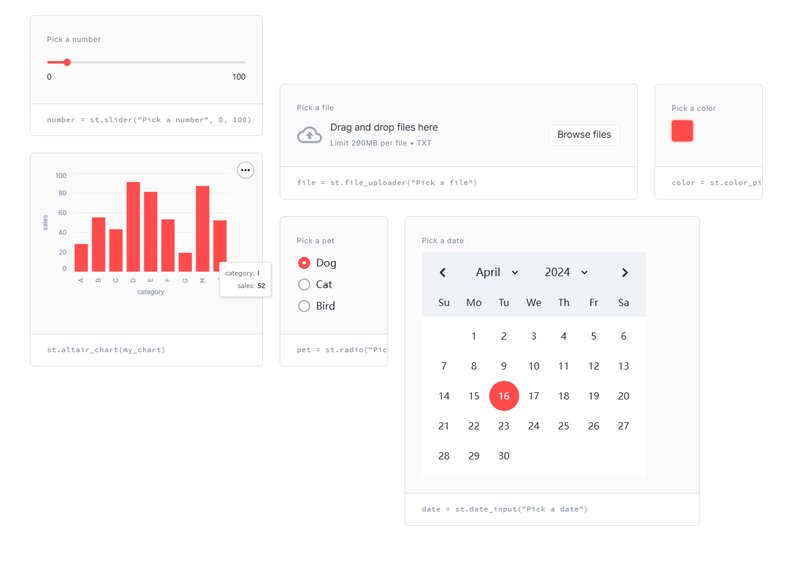 Pick a number
0 100
number = st.slider("Pick a number", 0, 100)
100
80
60
40
20
0
sales
A B C D E F G H
category
category: I
sales: 52
st.altair_chart(my_chart)
Pick a file
Drag and drop files here
Limit 200MB per file • TXT
Browse files
file = st.file_uploader("Pick a file")
Pick a color
color = st.color_pi
Pick a pet
Dog
Cat
Bird
pet = st.radio("Pic
Pick a date
April 2024
Su Mo Tu We Th Fr Sa
1 2 3 4 5 6
7 8 9 10 11 12 13
14 15 16 17 18 19 20
21 22 23 24 25 26 27
28 29 30
date = st.date_input("Pick a date")